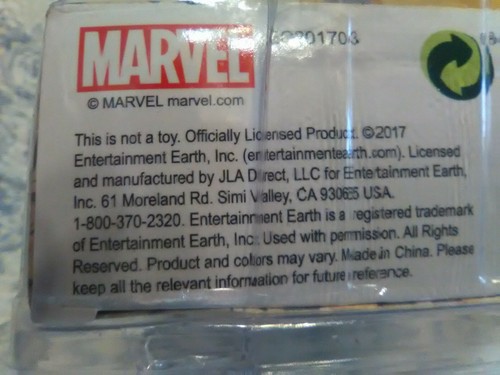 MARVEL
© MARVEL marvel.com
This is not a toy. Officially Licensed Product. ©2017
Entertainment Earth, Inc. (entertainmentearth.com). Licensed
and manufactured by JLA Direct, LLC for Entertainment Earth,
Inc. 61 Moreland Rd. Simi Valley, CA 93065 USA.
1-800-370-2320. Entertainment Earth is a registered trademark
of Entertainment Earth, Inc. Used with permission. All Rights
Reserved. Product and colors may vary. Made in China. Please
keep all the relevant information for future reference.